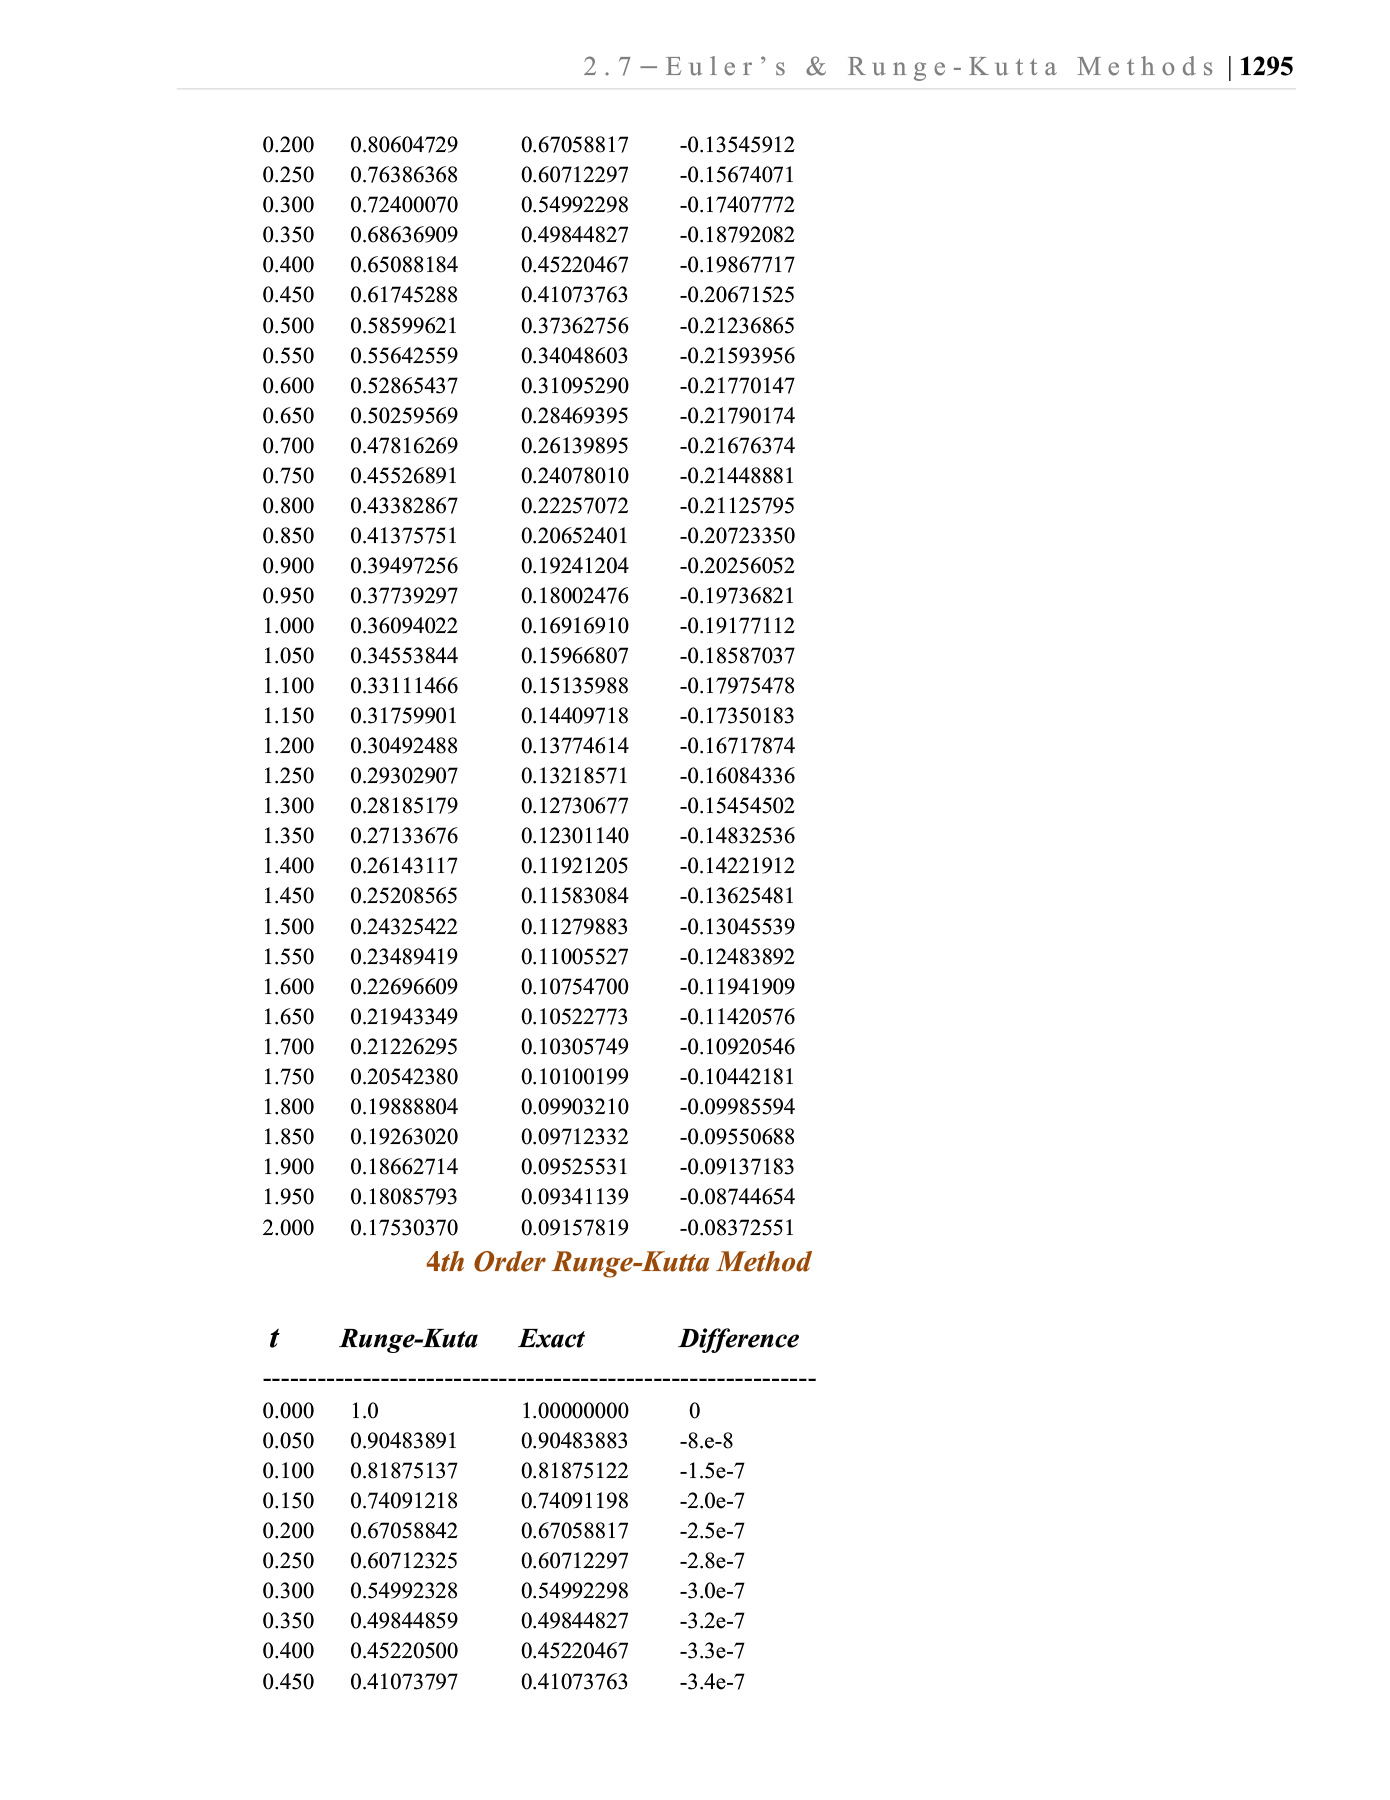 2.7–Euler's & Runge-Kutta Methods | 1295
0.200 0.80604729 0.67058817 -0.13545912
0.250 0.76386368 0.60712297 -0.15674071
0.300 0.72400070 0.54992298 -0.17407772
0.350 0.68636909 0.49844827 -0.18792082
0.400 0.65088184 0.45220467 -0.19867717
0.450 0.61745288 0.41073763 -0.20671525
0.500 0.58599621 0.37362756 -0.21236865
0.550 0.55642559 0.34048603 -0.21593956
0.600 0.52865437 0.31095290 -0.21770147
0.650 0.50259569 0.28469395 -0.21790174
0.700 0.47816269 0.26139895 -0.21676374
0.750 0.45526891 0.24078010 -0.21448881
0.800 0.43382867 0.22257072 -0.21125795
0.850 0.41375751 0.20652401 -0.20723350
0.900 0.39497256 0.19241204 -0.20256052
0.950 0.37739297 0.18002476 -0.19736821
1.000 0.36094022 0.16916910 -0.19177112
1.050 0.34553844 0.15966807 -0.18587037
1.100 0.33111466 0.15135988 -0.17975478
1.150 0.31759901 0.14409718 -0.17350183
1.200 0.30492488 0.13774614 -0.16717874
1.250 0.29302907 0.13218571 -0.16084336
1.300 0.28185179 0.12730677 -0.15454502
1.350 0.27133676 0.12301140 -0.14832536
1.400 0.26143117 0.11921205 -0.14221912
1.450 0.25208565 0.11583084 -0.13625481
1.500 0.24325422 0.11279883 -0.13045539
1.550 0.23489419 0.11005527 -0.12483892
1.600 0.22696609 0.10754700 -0.11941909
1.650 0.21943349 0.10522773 -0.11420576
1.700 0.21226295 0.10305749 -0.10920546
1.750 0.20542380 0.10100199 -0.10442181
1.800 0.19888804 0.09903210 -0.09985594
1.850 0.19263020 0.09712332 -0.09550688
1.900 0.18662714 0.09525531 -0.09137183
1.950 0.18085793 0.09341139 -0.08744654
2.000 0.17530370 0.09157819 -0.08372551
4th Order Runge-Kutta Method
t Runge-Kuta Exact Difference
---------------------------------------------------------------
0.000 1.0 1.00000000 0
0.050 0.90483891 0.90483883 -8.e-8
0.100 0.81875137 0.81875122 -1.5e-7
0.150 0.74091218 0.74091198 -2.0e-7
0.200 0.67058842 0.67058817 -2.5e-7
0.250 0.60712325 0.60712297 -2.8e-7
0.300 0.54992328 0.54992298 -3.0e-7
0.350 0.49844859 0.49844827 -3.2e-7
0.400 0.45220500 0.45220467 -3.3e-7
0.450 0.41073797 0.41073763 -3.4e-7